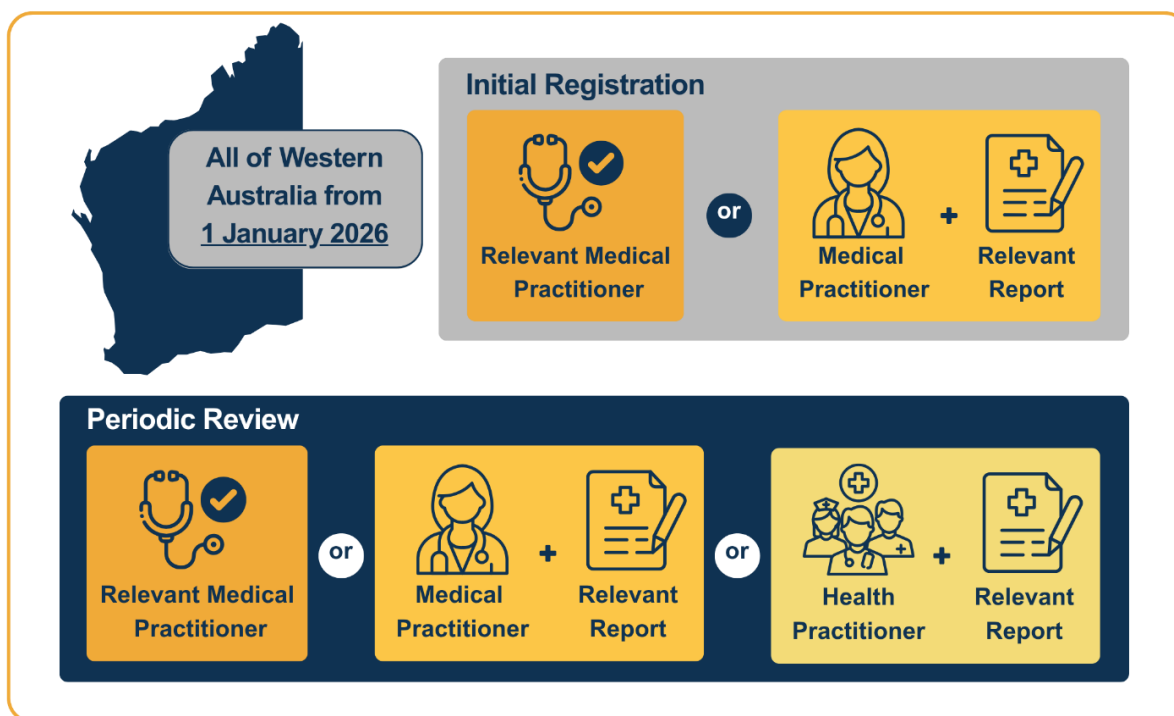 All of Western
Australia from
1 January 2026
Initial Registration
Relevant Medical
Practitioner
or
Medical
Practitioner
+
Relevant
Report
Periodic Review
Relevant Medical
Practitioner
or
Medical
Practitioner
+
Relevant
Report
or
Health
Practitioner
+
Relevant
Report